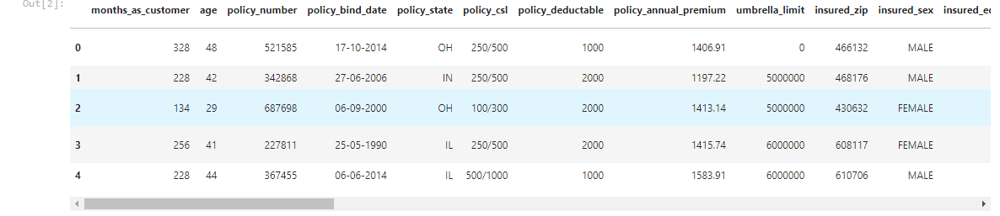 Out[2]:
months_as_customer age policy_number policy_bind_date policy_state policy_csl policy_deductable policy_annual_premium umbrella_limit insured_zip insured_sex insured_ed
0 328 48 521585 17-10-2014 OH 250/500 1000 1406.91 0 466132 MALE
1 228 42 342868 27-06-2006 IN 250/500 2000 1197.22 5000000 468176 MALE
2 134 29 687698 06-09-2000 OH 100/300 2000 1413.14 5000000 430632 FEMALE
3 256 41 227811 25-05-1990 IL 250/500 2000 1415.74 6000000 608117 FEMALE
4 228 44 367455 06-06-2014 IL 500/1000 1000 1583.91 6000000 610706 MALE